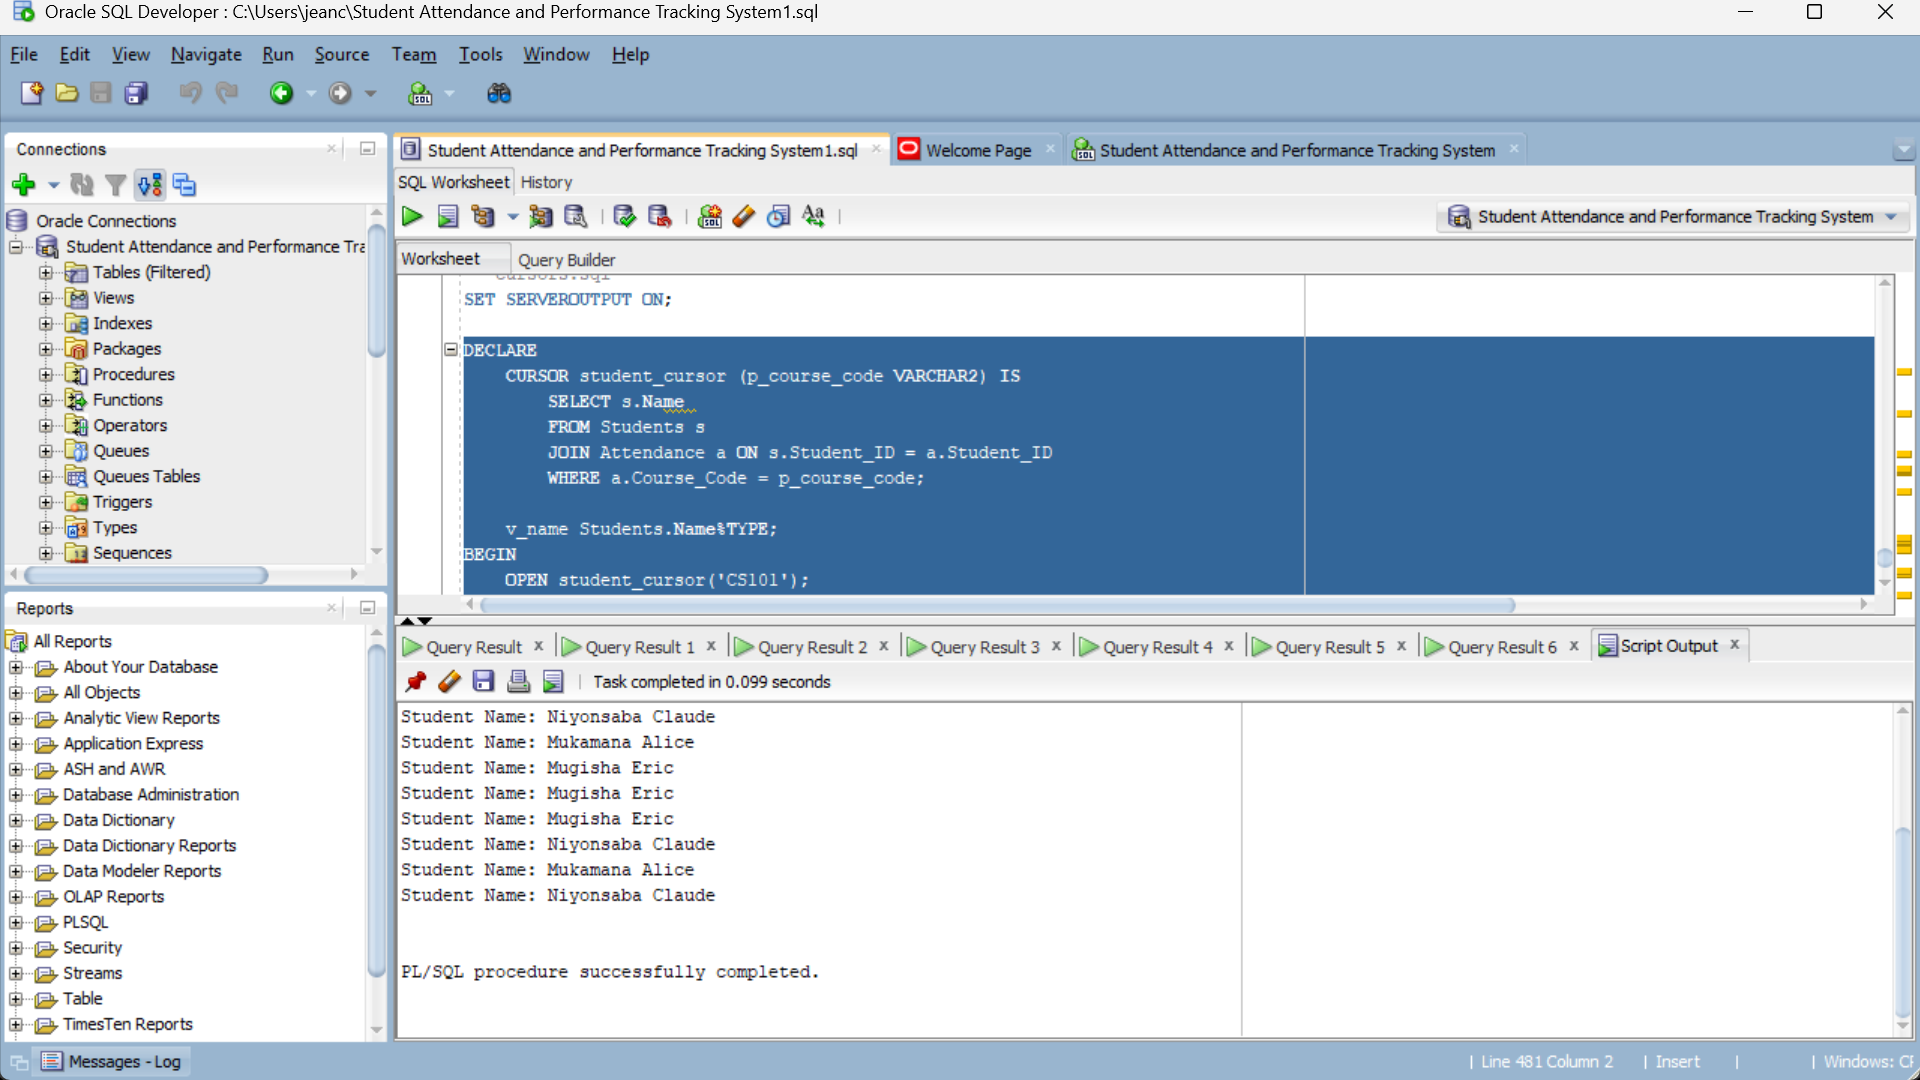 Oracle SQL Developer : C:\Users\jeanc\Student Attendance and Performance Tracking System1.sql
File Edit View Navigate Run Source Team Tools Window Help
Connections
Oracle Connections
Student Attendance and Performance Tra
Tables (Filtered)
Views
Indexes
Packages
Procedures
Functions
Operators
Queues
Queues Tables
Triggers
Types
Sequences
Reports
All Reports
About Your Database
All Objects
Analytic View Reports
Application Express
ASH and AWR
Database Administration
Data Dictionary
Data Dictionary Reports
Data Modeler Reports
OLAP Reports
PLSQL
Security
Streams
Table
TimesTen Reports
Student Attendance and Performance Tracking System1.sql Welcome Page Student Attendance and Performance Tracking System
SQL Worksheet History
Student Attendance and Performance Tracking System
Worksheet Query Builder
SET SERVEROUTPUT ON;
DECLARE
CURSOR student_cursor (p_course_code VARCHAR2) IS
SELECT s.Name
FROM Students s
JOIN Attendance a ON s.Student_ID = a.Student_ID
WHERE a.Course_Code = p_course_code;
v_name Students.Name%TYPE;
BEGIN
OPEN student_cursor('CS101');
Query Result Query Result 1 Query Result 2 Query Result 3 Query Result 4 Query Result 5 Query Result 6 Script Output
Task completed in 0.099 seconds
Student Name: Niyonsaba Claude
Student Name: Mukamana Alice
Student Name: Mugisha Eric
Student Name: Mugisha Eric
Student Name: Mugisha Eric
Student Name: Niyonsaba Claude
Student Name: Mukamana Alice
Student Name: Niyonsaba Claude
PL/SQL procedure successfully completed.
Messages - Log
Line 481 Column 2 Insert Windows: